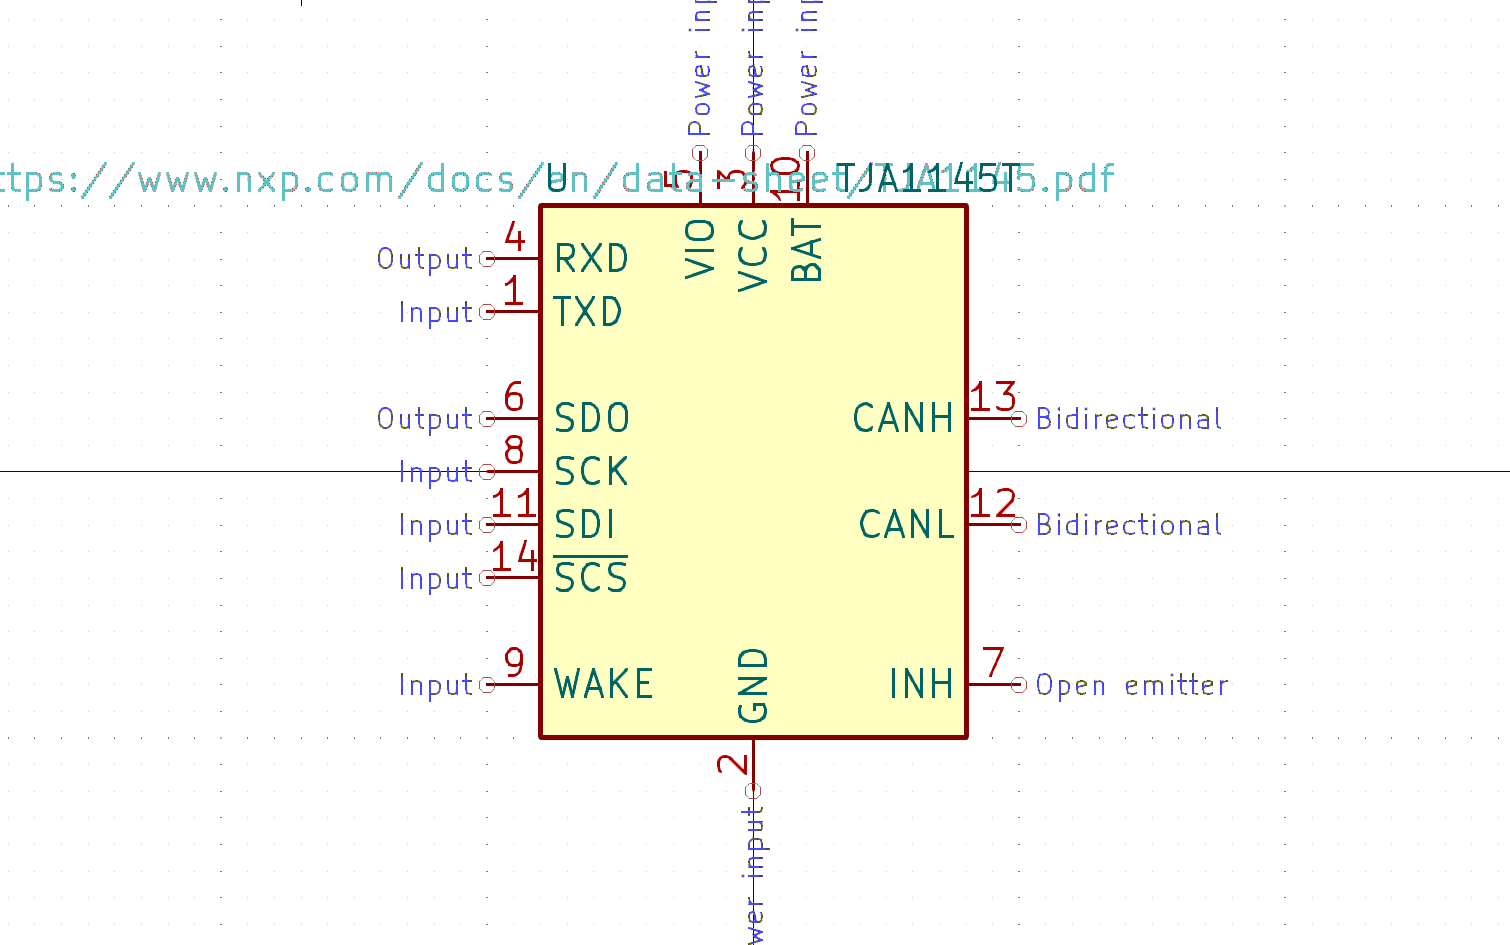 Power inp
Power inp
Power inp
ttps://www.nxp.com/docs/en/data-sheet/TJA1145.pdf
U
TJA1145T
5
3
10
VIO
VCC
BAT
Output
4
RXD
Input
1
TXD
Output
6
SDO
13
CANH
Bidirectional
Input
8
SCK
Input
11
SDI
12
CANL
Bidirectional
Input
14
SCS
Input
9
WAKE
GND
7
INH
Open emitter
2
wer input